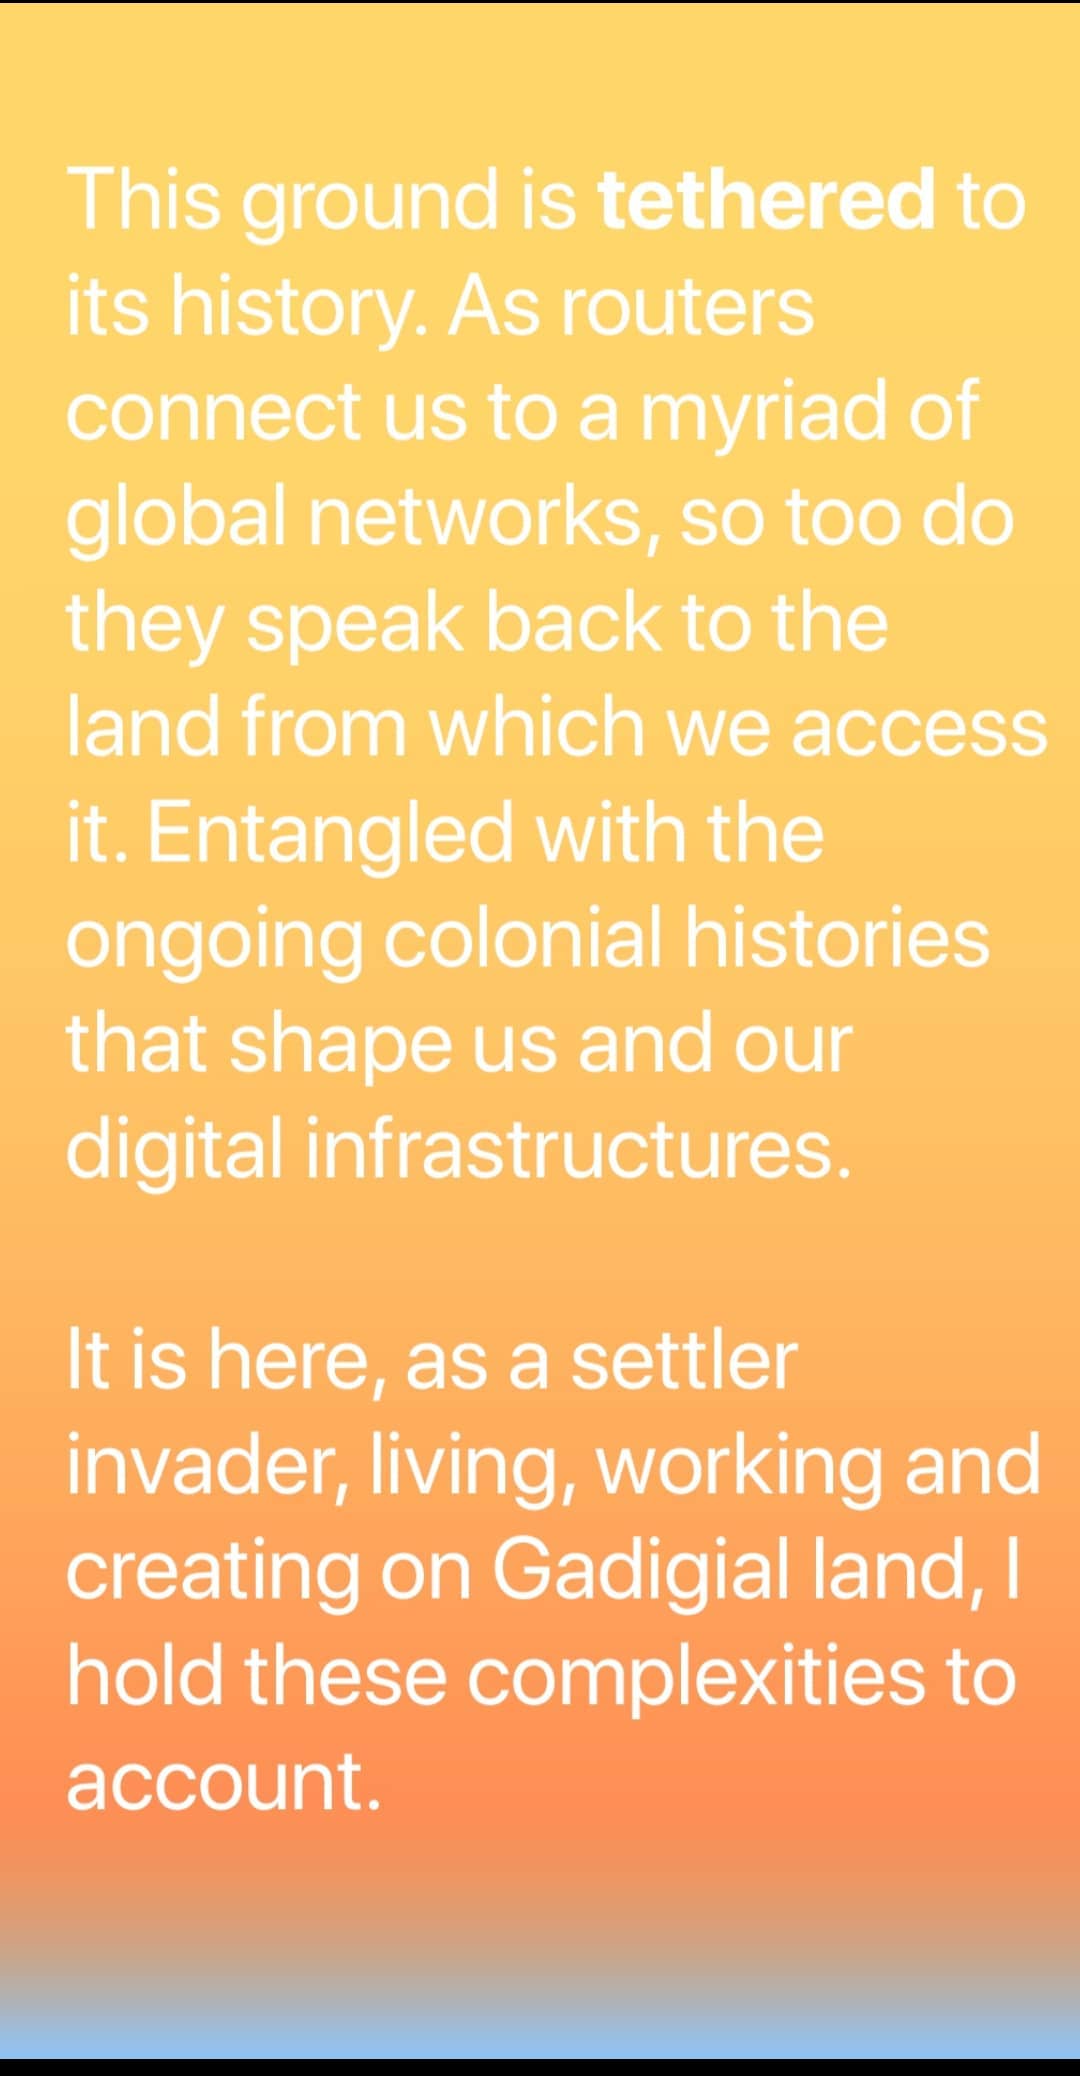 This ground is tethered to
its history. As routers
connect us to a myriad of
global networks, so too do
they speak back to the
land from which we access
it. Entangled with the
ongoing colonial histories
that shape us and our
digital infrastructures.
It is here, as a settler
invader, living, working and
creating on Gadigial land, I
hold these complexities to
account.